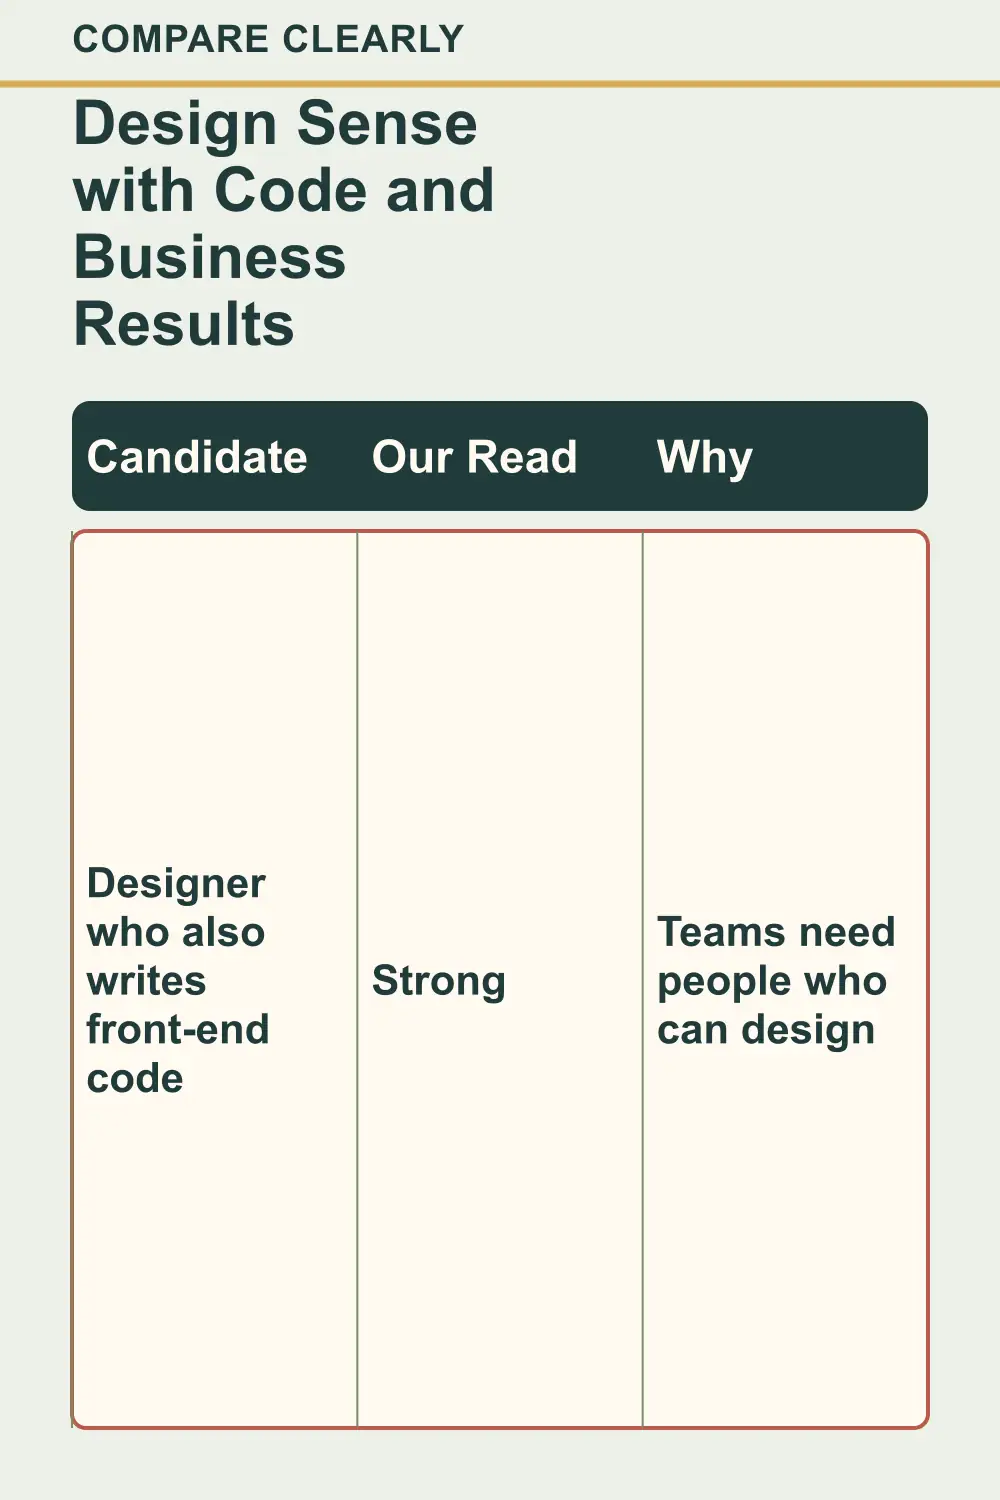 COMPARE CLEARLY
Design Sense
with Code and
Business
Results
Candidate Our Read Why
Designer
who also
writes
front-end
code
Strong
Teams need
people who
can design